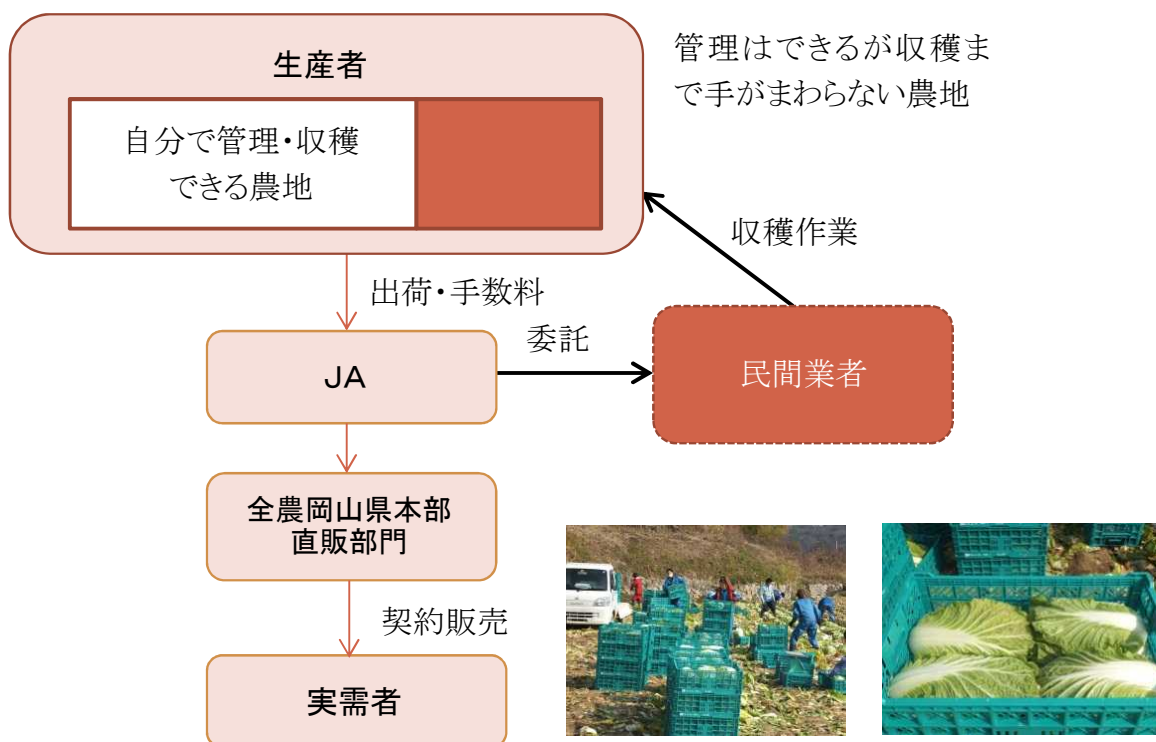 生産者
管理はできるが収穫ま
で手がまわらない農地
自分で管理・収穫
できる農地
収穫作業
出荷・手数料
委託
JA
民間業者
全農岡山県本部
直販部門
契約販売
実需者